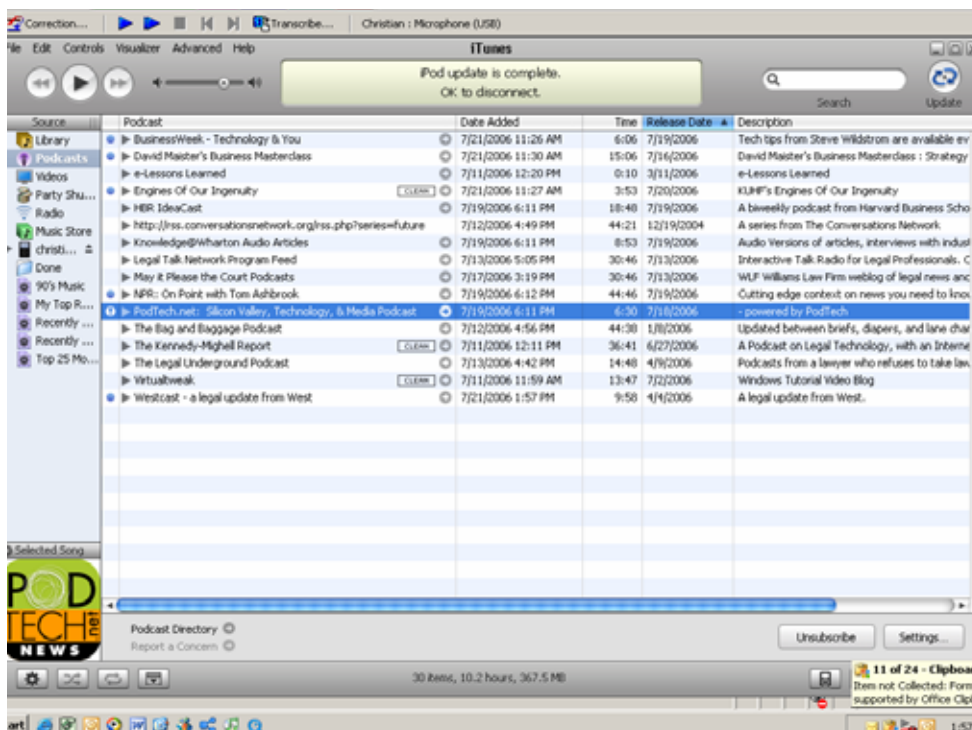 Correction.... Transcribe... Christian : Microphone (USB)
File Edit Controls Visualizer Advanced Help iTunes
iPod update is complete.
OK to disconnect.
Search Update
Source Podcast Date Added Time Release Date Description
Library BusinessWeek - Technology & You 7/21/2006 11:26 AM 6:06 7/19/2006 Tech tips from Steve Wildstrom are available ev
Podcasts David Maister's Business Masterclass 7/21/2006 11:30 AM 15:06 7/16/2006 David Maister's Business Masterclass : Strategy
Videos e-Lessons Learned 7/11/2006 12:20 PM 0:10 3/11/2006 e-Lessons Learned
Party Shu... Engines Of Our Ingenuity CLEAN 7/21/2006 11:27 AM 3:53 7/20/2006 KUHF's Engines Of Our Ingenuity
Radio HBR IdeaCast 7/19/2006 6:11 PM 18:48 7/19/2006 A biweekly podcast from Harvard Business Scho
Music Store http://rss.conversationsnetwork.org/rss.php?series=future 7/12/2006 4:49 PM 44:21 12/19/2004 A series from The Conversations Network
christi... Knowledge@Wharton Audio Articles 7/19/2006 6:11 PM 8:53 7/19/2006 Audio Versions of articles, interviews with indust
Done Legal Talk Network Program Feed 7/13/2006 5:05 PM 30:46 7/13/2006 Interactive Talk Radio for Legal Professionals. C
90's Music May it Please the Court Podcasts 7/17/2006 3:19 PM 30:46 7/13/2006 WLF Williams Law Firm weblog of legal news and
My Top R... NPR: On Point with Tom Ashbrook 7/19/2006 6:12 PM 44:46 7/19/2006 Cutting edge context on news you need to know
Recently ... PodTech.net: Silicon Valley, Technology, & Media Podcast 7/19/2006 6:11 PM 6:30 7/18/2006 - powered by PodTech
Recently ... The Bag and Baggage Podcast 7/12/2006 4:56 PM 44:38 1/8/2006 Updated between briefs, diapers, and lane char
Top 25 Mo... The Kennedy-Mighell Report CLEAN 7/11/2006 12:11 PM 36:41 6/27/2006 A Podcast on Legal Technology, with an Interne
The Legal Underground Podcast 7/13/2006 4:42 PM 14:48 4/9/2006 Podcasts from a lawyer who refuses to take law
Virtualtweak CLEAN 7/11/2006 11:59 AM 13:47 7/2/2006 Windows Tutorial Video Blog
Westcast - a legal update from West 7/21/2006 1:57 PM 9:58 4/4/2006 A legal update from West.
Selected Song
POD
TECH
net
NEWS
Podcast Directory
Report a Concern
Unsubscribe Settings...
30 items, 10.2 hours, 367.5 MB
11 of 24 - Clipboar
Item not Collected: Form
supported by Office Clip
art 1:57